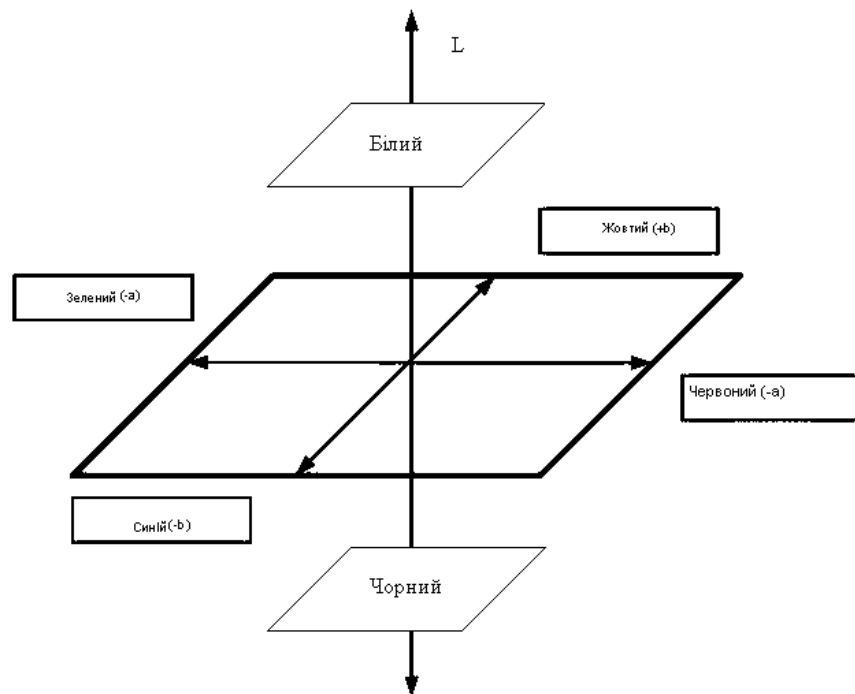 L
Білий
Жовтий (+b)
Зелений (-a)
Червоний (-a)
Синій (-b)
Чорний